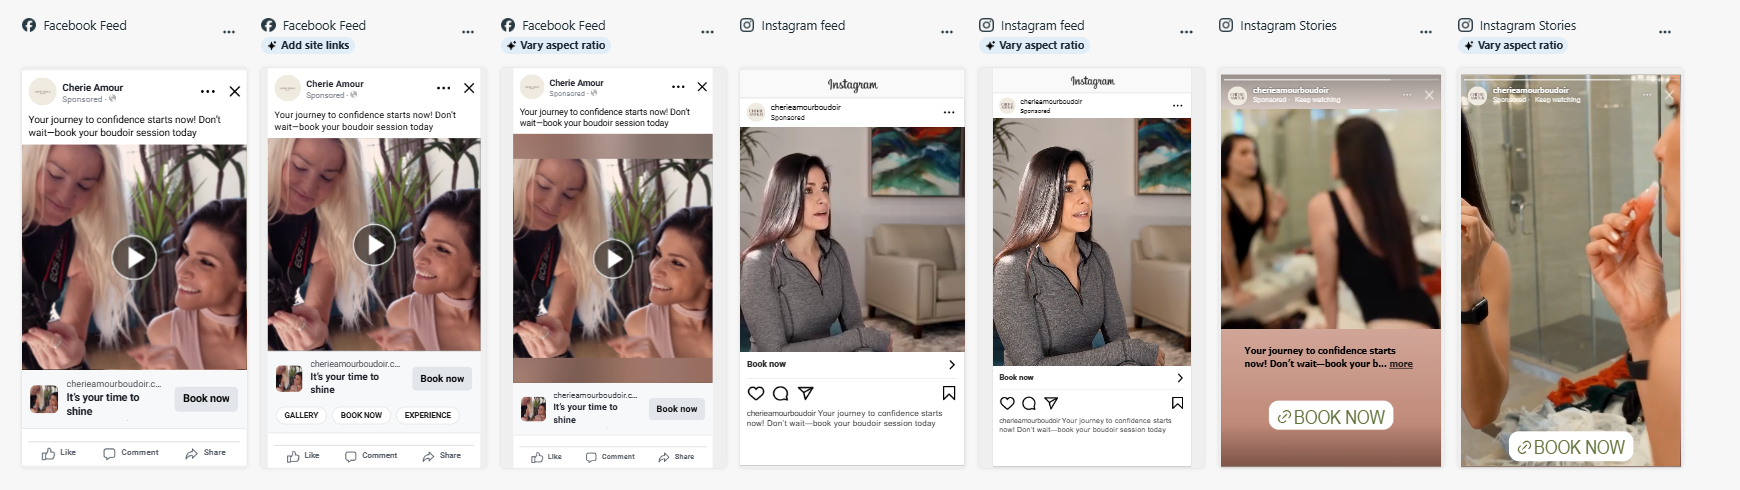 Facebook Feed
Cherie Amour
Sponsored ·
Your journey to confidence starts now! Don't
wait—book your boudoir session today
cherieamourboudoir.c...
It's your time to
shine
Book now
Like
Comment
Share
Facebook Feed
Add site links
Cherie Amour
Sponsored ·
Your journey to confidence starts now! Don't
wait—book your boudoir session today
cherieamourboudoir.c...
It's your time to
shine
Book now
GALLERY
BOOK NOW
EXPERIENCE
Like
Comment
Share
Facebook Feed
Vary aspect ratio
Cherie Amour
Sponsored ·
Your journey to confidence starts now! Don't
wait—book your boudoir session today
cherieamourboudoir.c...
It's your time to
shine
Book now
Like
Comment
Share
Instagram feed
Instagram
cherieamourboudoir
Sponsored
Book now
cherieamourboudoir Your journey to confidence starts
now! Don't wait—book your boudoir session today
Instagram feed
Vary aspect ratio
Instagram
cherieamourboudoir
Sponsored
Book now
cherieamourboudoir Your journey to confidence starts
now! Don't wait—book your boudoir session today
Instagram Stories
cherieamourboudoir
Sponsored · Keep watching
Your journey to confidence starts
now! Don't wait—book your b... more
BOOK NOW
Instagram Stories
Vary aspect ratio
cherieamourboudoir
Sponsored · Keep watching
BOOK NOW